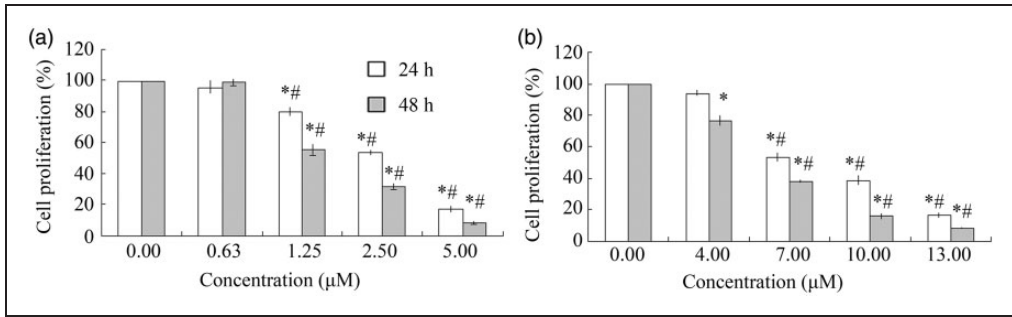 (a)
120
100
80
60
40
20
0
Cell proliferation (%)
24 h
48 h
*#
*#
*#
*#
*#
*#
0.00 0.63 1.25 2.50 5.00
Concentration (μM)
(b)
120
100
80
60
40
20
0
Cell proliferation (%)
*
*#
*#
*#
*#
*#
*#
0.00 4.00 7.00 10.00 13.00
Concentration (μM)